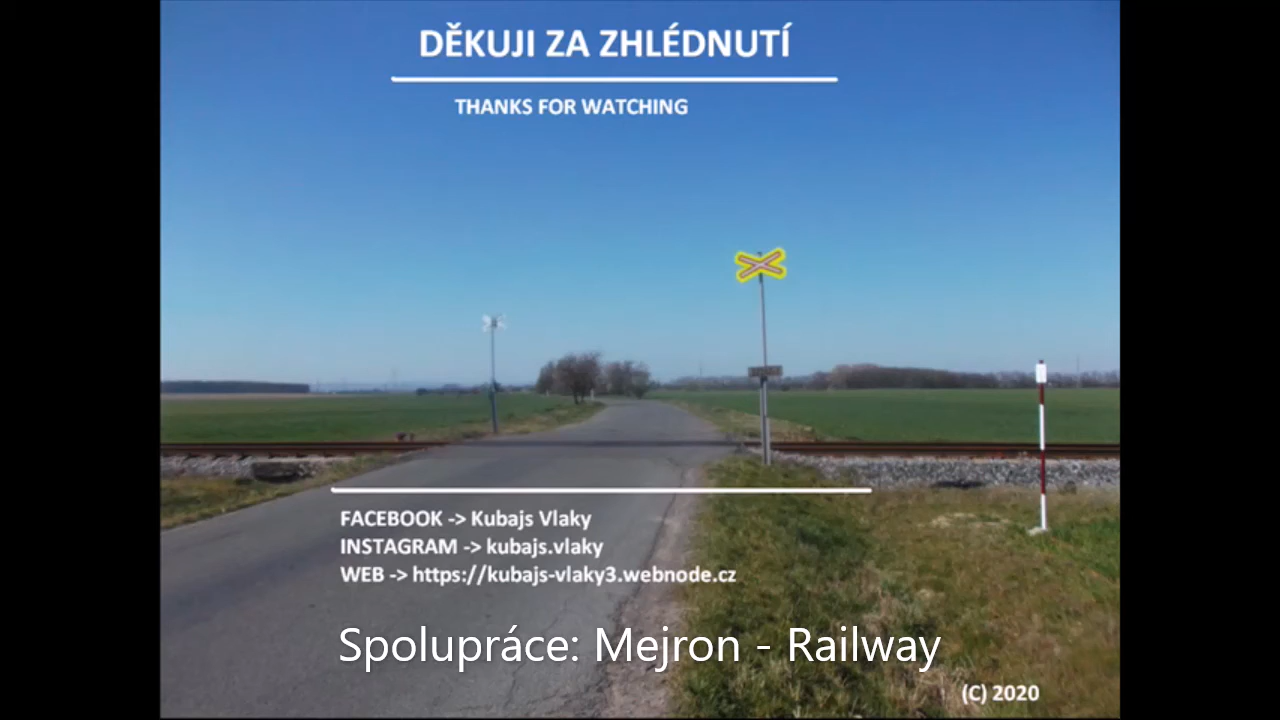 DĚKUJI ZA ZHLÉDNUTÍ
THANKS FOR WATCHING
FACEBOOK -> Kubajs Vlaky
INSTAGRAM -> kubajs.vlaky
WEB -> https://kubajs-vlaky3.webnode.cz
Spolupráce: Mejron - Railway
(C) 2020